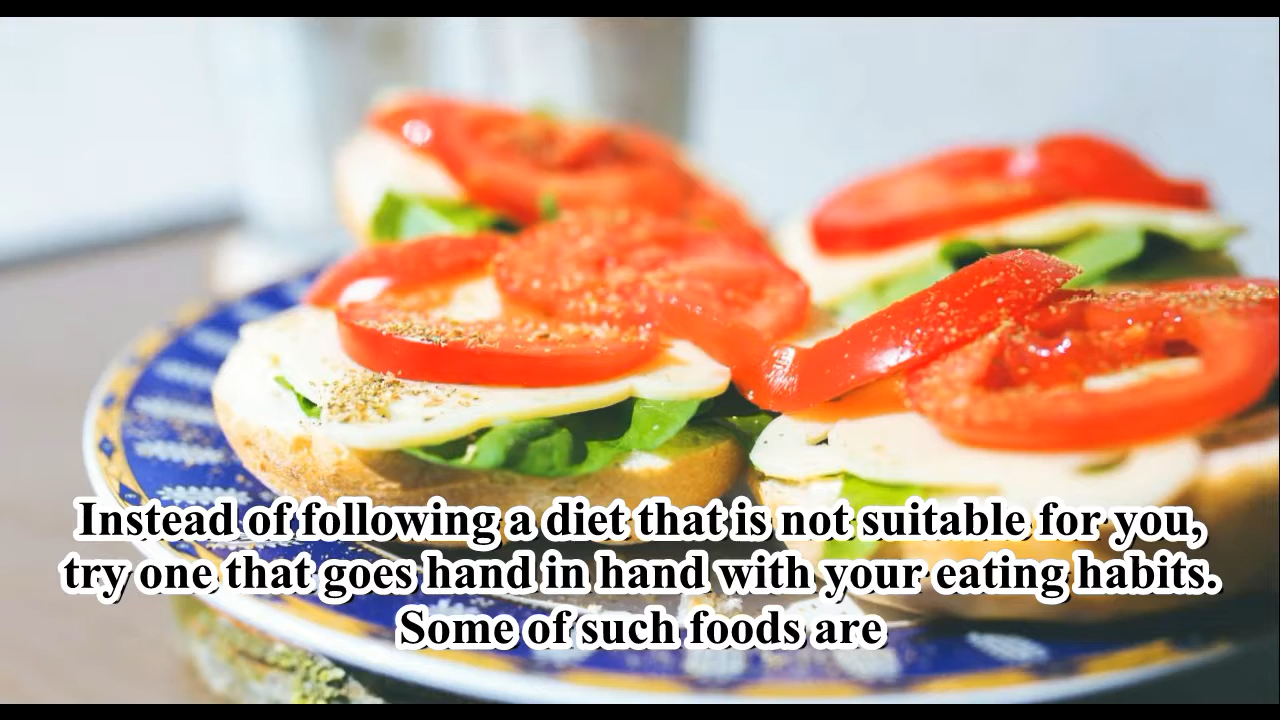 Instead of following a diet that is not suitable for you,
try one that goes hand in hand with your eating habits.
Some of such foods are